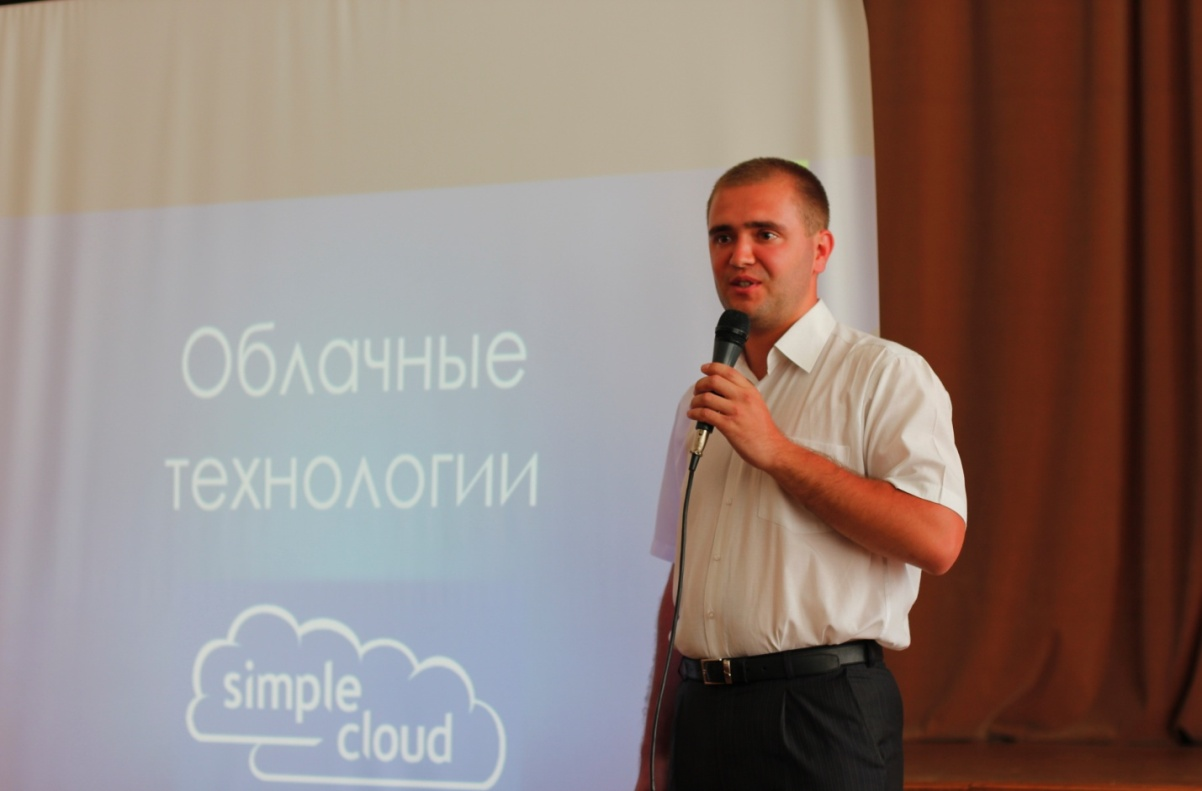 Облачные
технологии
simple
cloud